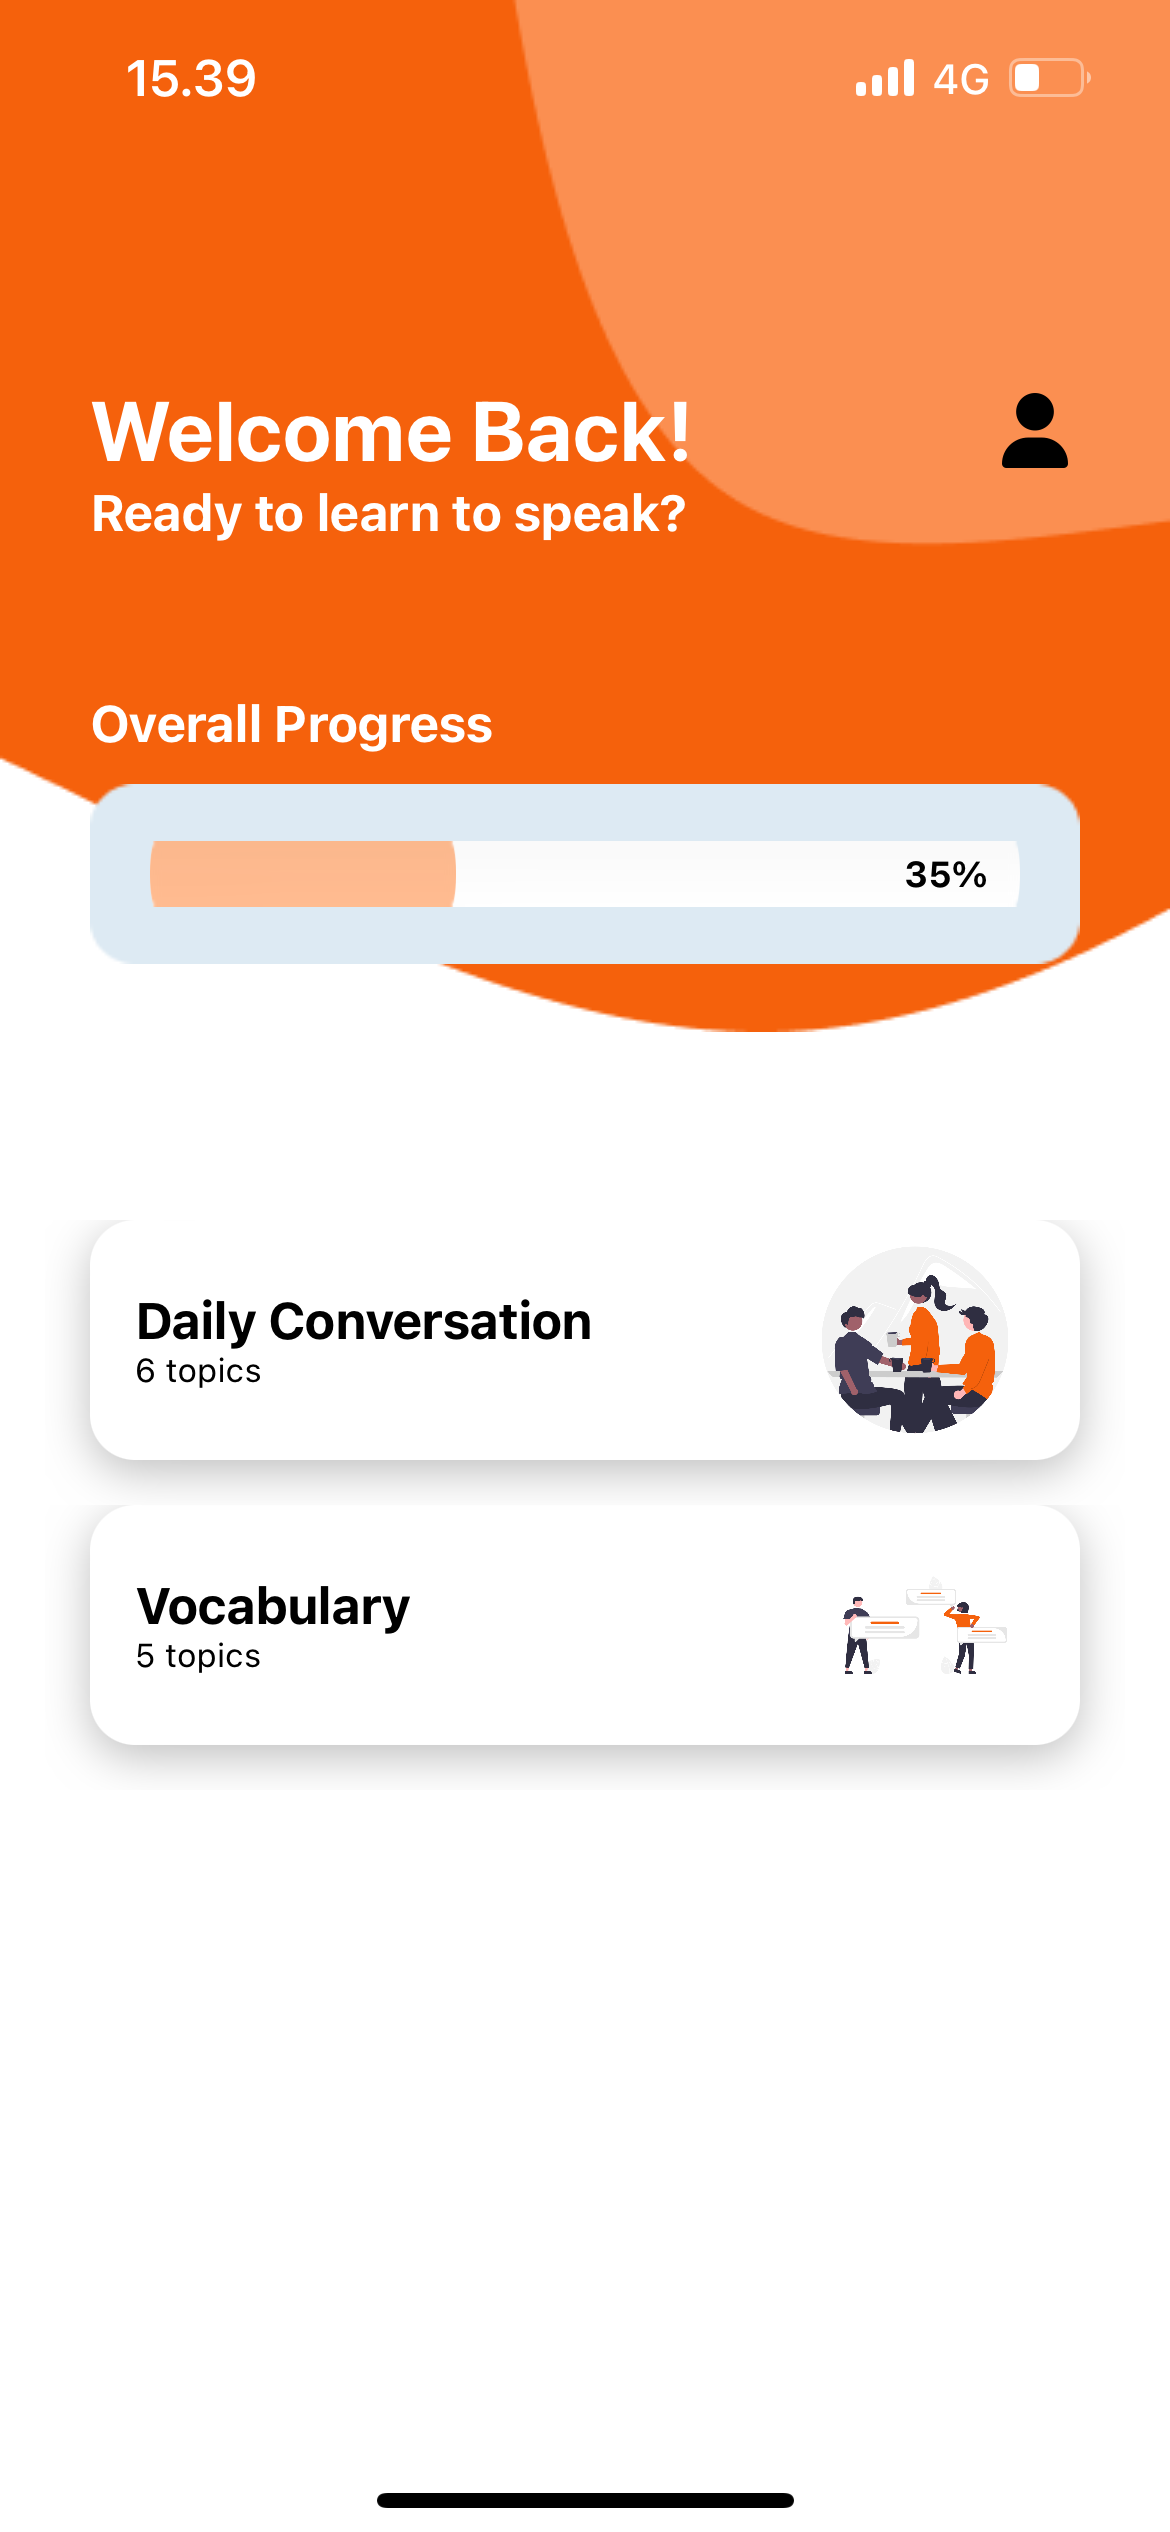 15.39 4G
Welcome Back!
Ready to learn to speak?
Overall Progress
35%
Daily Conversation
6 topics
Vocabulary
5 topics